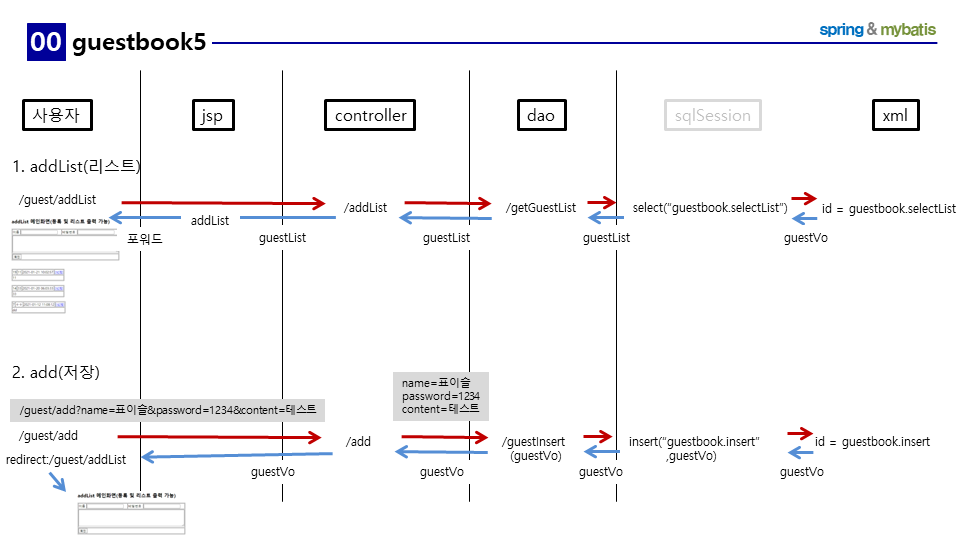 00 guestbook5
spring & mybatis
사용자
jsp
controller
dao
sqlSession
xml
1. addList(리스트)
/guest/addList
/addList
/getGuestList
select("guestbook.selectList")
id = guestbook.selectList
addList 메인화면(등록 및 리스트 출력 가능)
addList
포워드
guestList
guestList
guestList
guestVo
2. add(저장)
name=표이슬
password=1234
content=테스트
/guest/add?name=표이슬&password=1234&content=테스트
/guest/add
/add
/guestInsert
(guestVo)
insert("guestbook.insert"
,guestVo)
id = guestbook.insert
redirect:/guest/addList
guestVo
guestVo
guestVo
guestVo
addList 메인화면(등록 및 리스트 출력 가능)